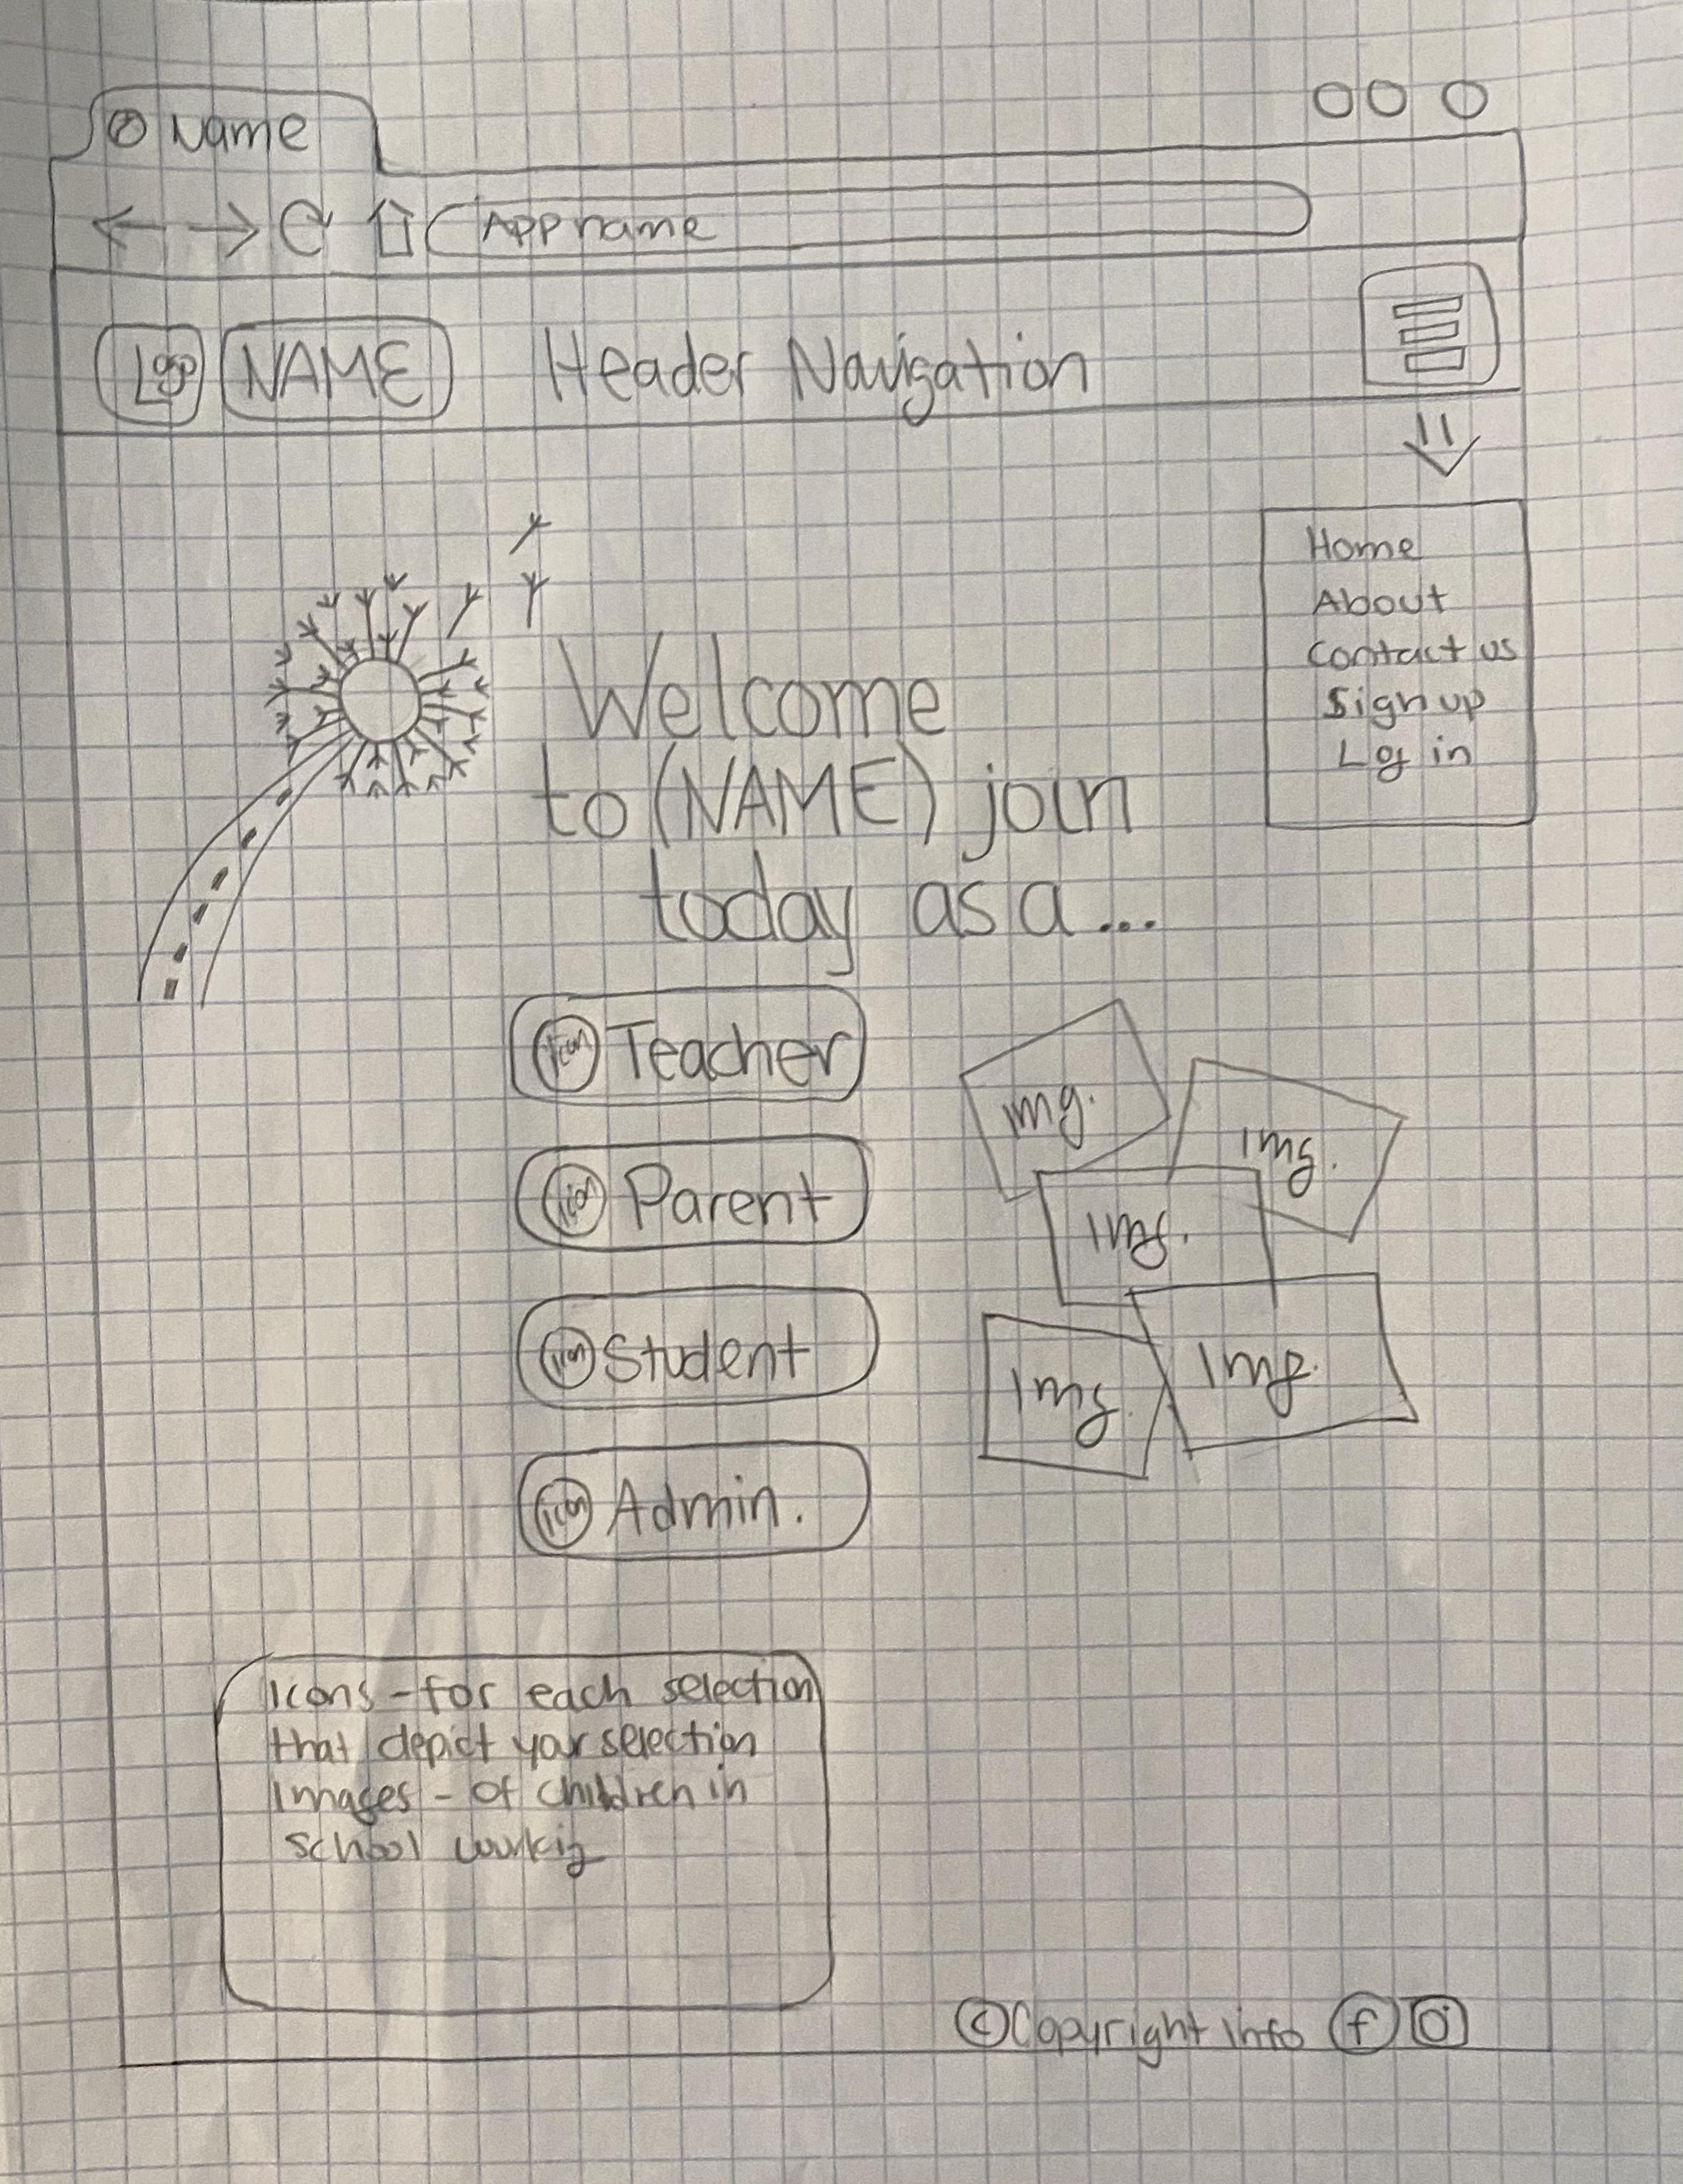 Name
App name
Logo NAME Header Navigation
Home
About
Contact us
Sign up
Log in
Welcome
to (NAME) join
today as a...
icon Teacher
icon Parent
icon Student
icon Admin.
img.
img.
img.
img.
img.
Icons - for each selection
that depict your selection
Images - of children in
school workig
© Copyright info f